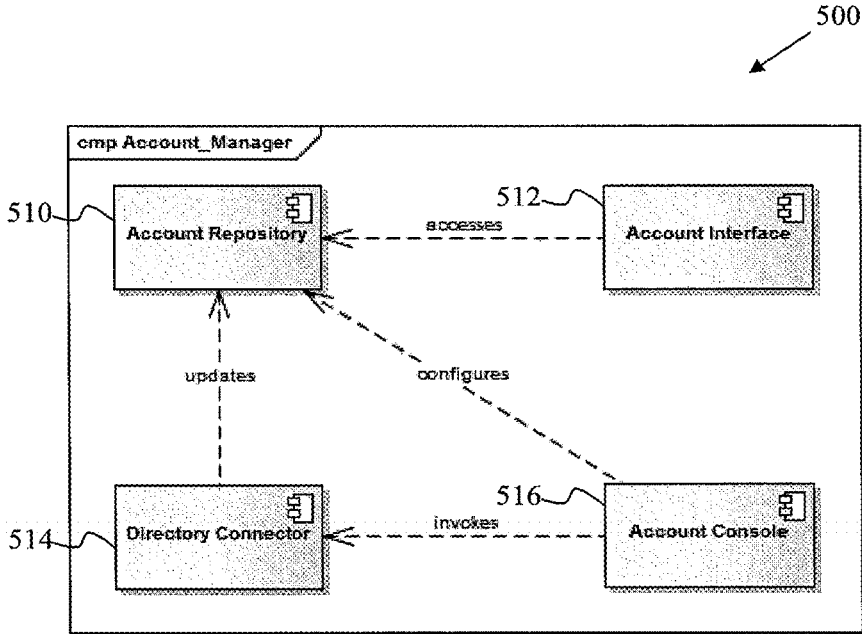 500
cmp Account_Manager
510
Account Repository
accesses
512
Account Interface
updates
configures
514
Directory Connector
invokes
516
Account Console